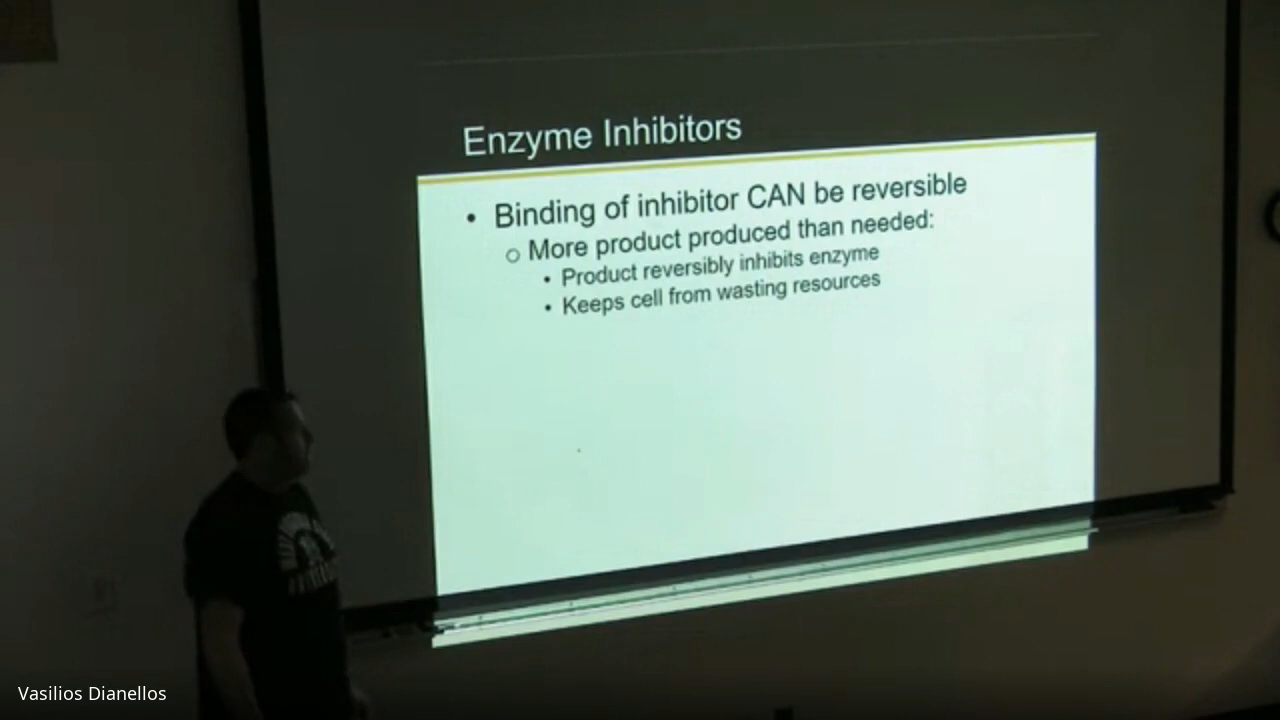 Enzyme Inhibitors
• Binding of inhibitor CAN be reversible
○ More product produced than needed:
• Product reversibly inhibits enzyme
• Keeps cell from wasting resources
Vasilios Dianellos